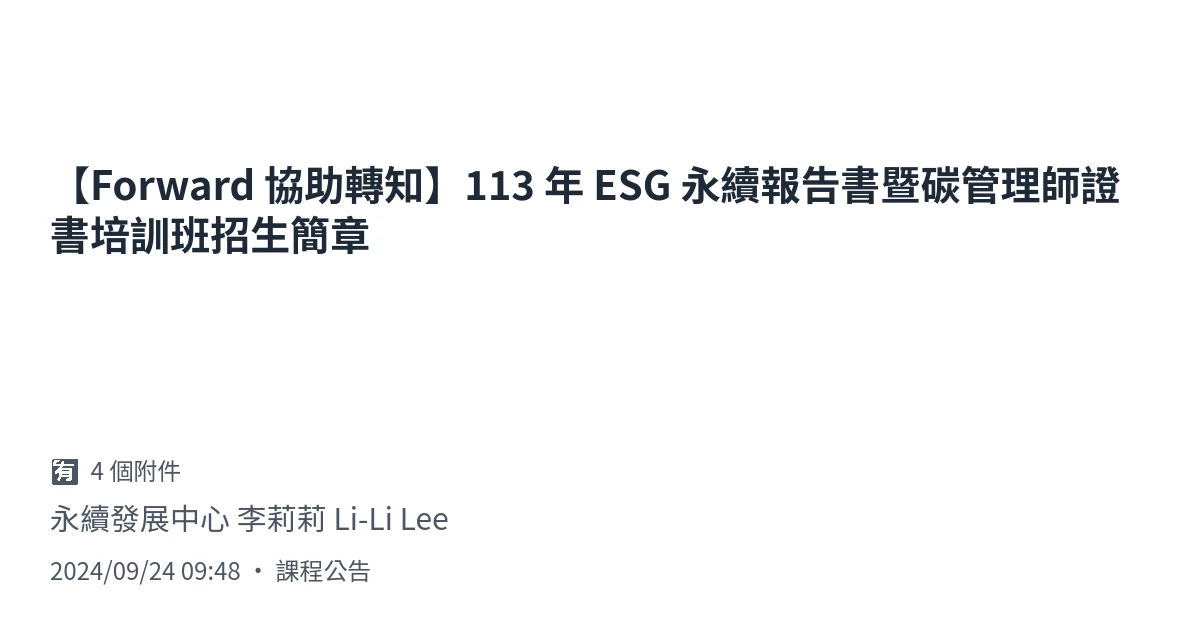 【Forward 協助轉知】113 年 ESG 永續報告書暨碳管理師證
書培訓班招生簡章
有 4 個附件
永續發展中心 李莉莉 Li-Li Lee
2024/09/24 09:48 ・ 課程公告